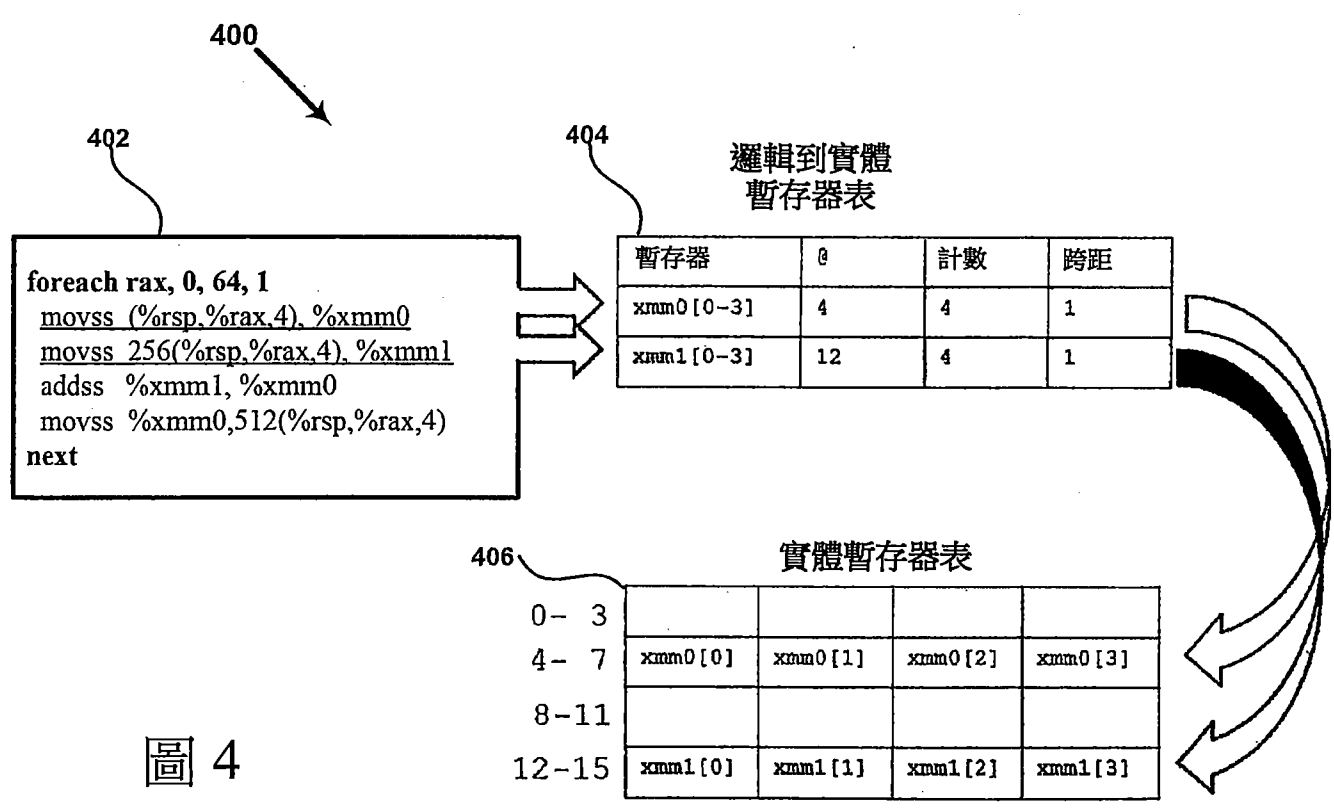 400
402
foreach rax, 0, 64, 1
movss (%rsp,%rax,4), %xmm0
movss 256(%rsp,%rax,4), %xmm1
addss %xmm1, %xmm0
movss %xmm0,512(%rsp,%rax,4)
next
404
邏輯到實體
暫存器表
暫存器 @ 計數 跨距
xmm0[0-3] 4 4 1
xmm1[0-3] 12 4 1
406
實體暫存器表
0- 3
4- 7 xmm0[0] xmm0[1] xmm0[2] xmm0[3]
8-11
12-15 xmm1[0] xmm1[1] xmm1[2] xmm1[3]
圖 4